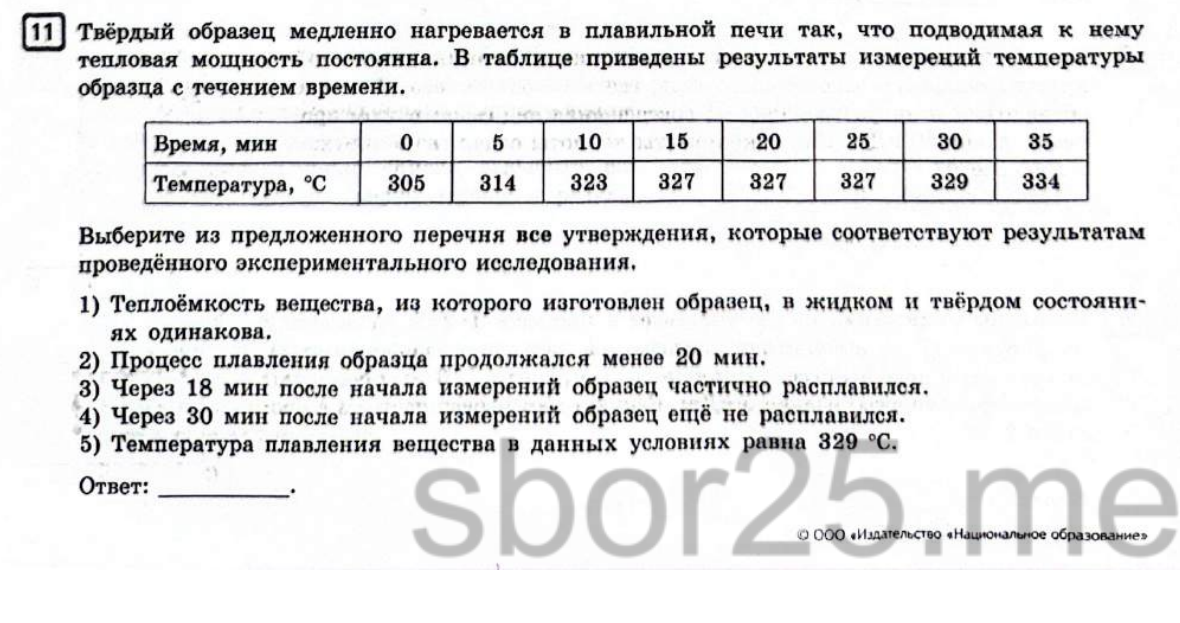 11 Твёрдый образец медленно нагревается в плавильной печи так, что подводимая к нему
тепловая мощность постоянна. В таблице приведены результаты измерений температуры
образца с течением времени.
Время, мин 0 5 10 15 20 25 30 35
Температура, °C 305 314 323 327 327 327 329 334
Выберите из предложенного перечня все утверждения, которые соответствуют результатам
проведённого экспериментального исследования.
1) Теплоёмкость вещества, из которого изготовлен образец, в жидком и твёрдом состояни-
ях одинакова.
2) Процесс плавления образца продолжался менее 20 мин.
3) Через 18 мин после начала измерений образец частично расплавился.
4) Через 30 мин после начала измерений образец ещё не расплавился.
5) Температура плавления вещества в данных условиях равна 329 °C.
Ответ: ___________.
sbor25.me
© ООО «Издательство «Национальное образование»